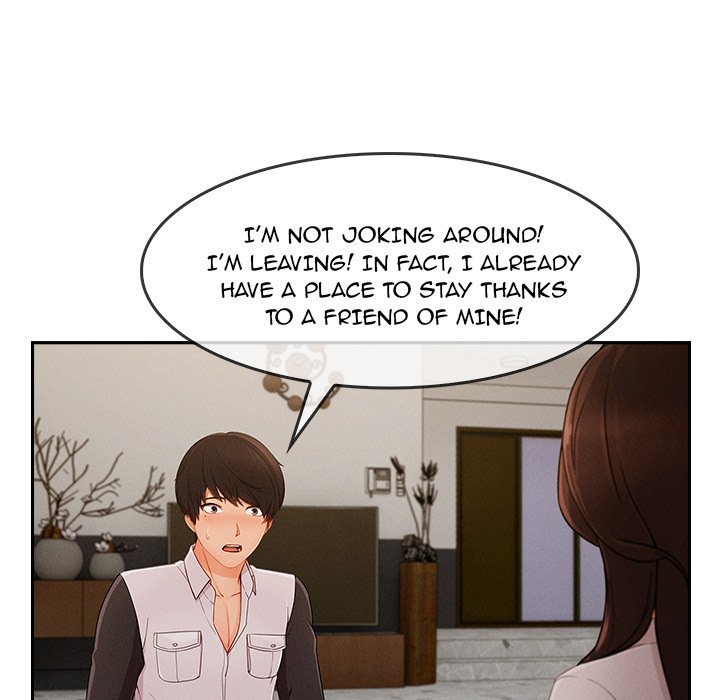 I'M NOT JOKING AROUND!
I'M LEAVING! IN FACT, I ALREADY
HAVE A PLACE TO STAY THANKS
TO A FRIEND OF MINE!